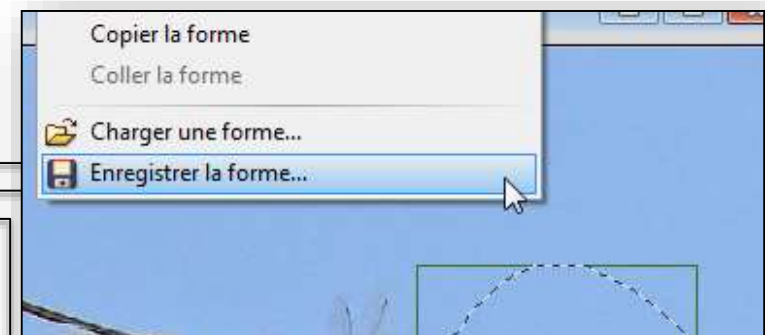 Copier la forme
Coller la forme
Charger une forme...
Enregistrer la forme...